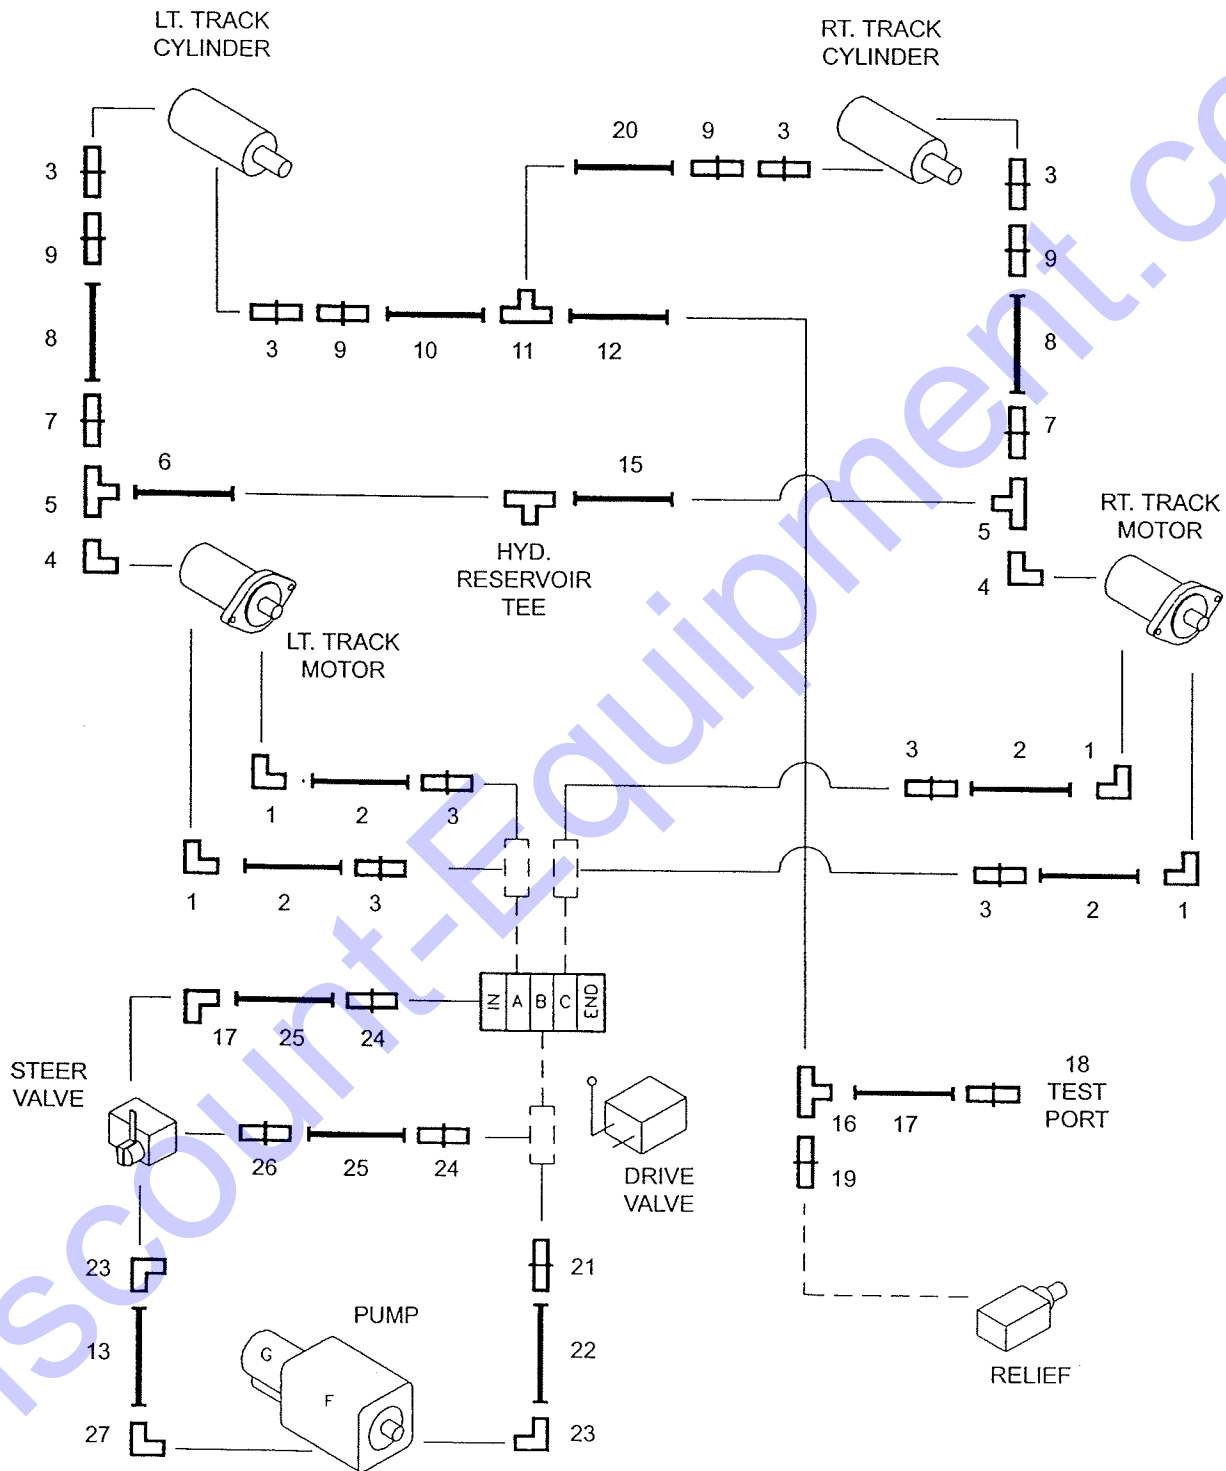 LT. TRACK
CYLINDER
RT. TRACK
CYLINDER
20 9 3
3 3
9 9
8 3 9 10 11 12 8
7 7
6 15
5 5
HYD.
RESERVOIR
TEE
RT. TRACK
MOTOR
4 4
LT. TRACK
MOTOR
3 2 1
1 2 3
1 2 3 3 2 1
IN A B C END
17 25 24
STEER
VALVE
18
TEST
PORT
16 17
26 25 24
DRIVE
VALVE
19
23 21
PUMP
13 22
G
F
RELIEF
27 23
iscount-Equipment.co